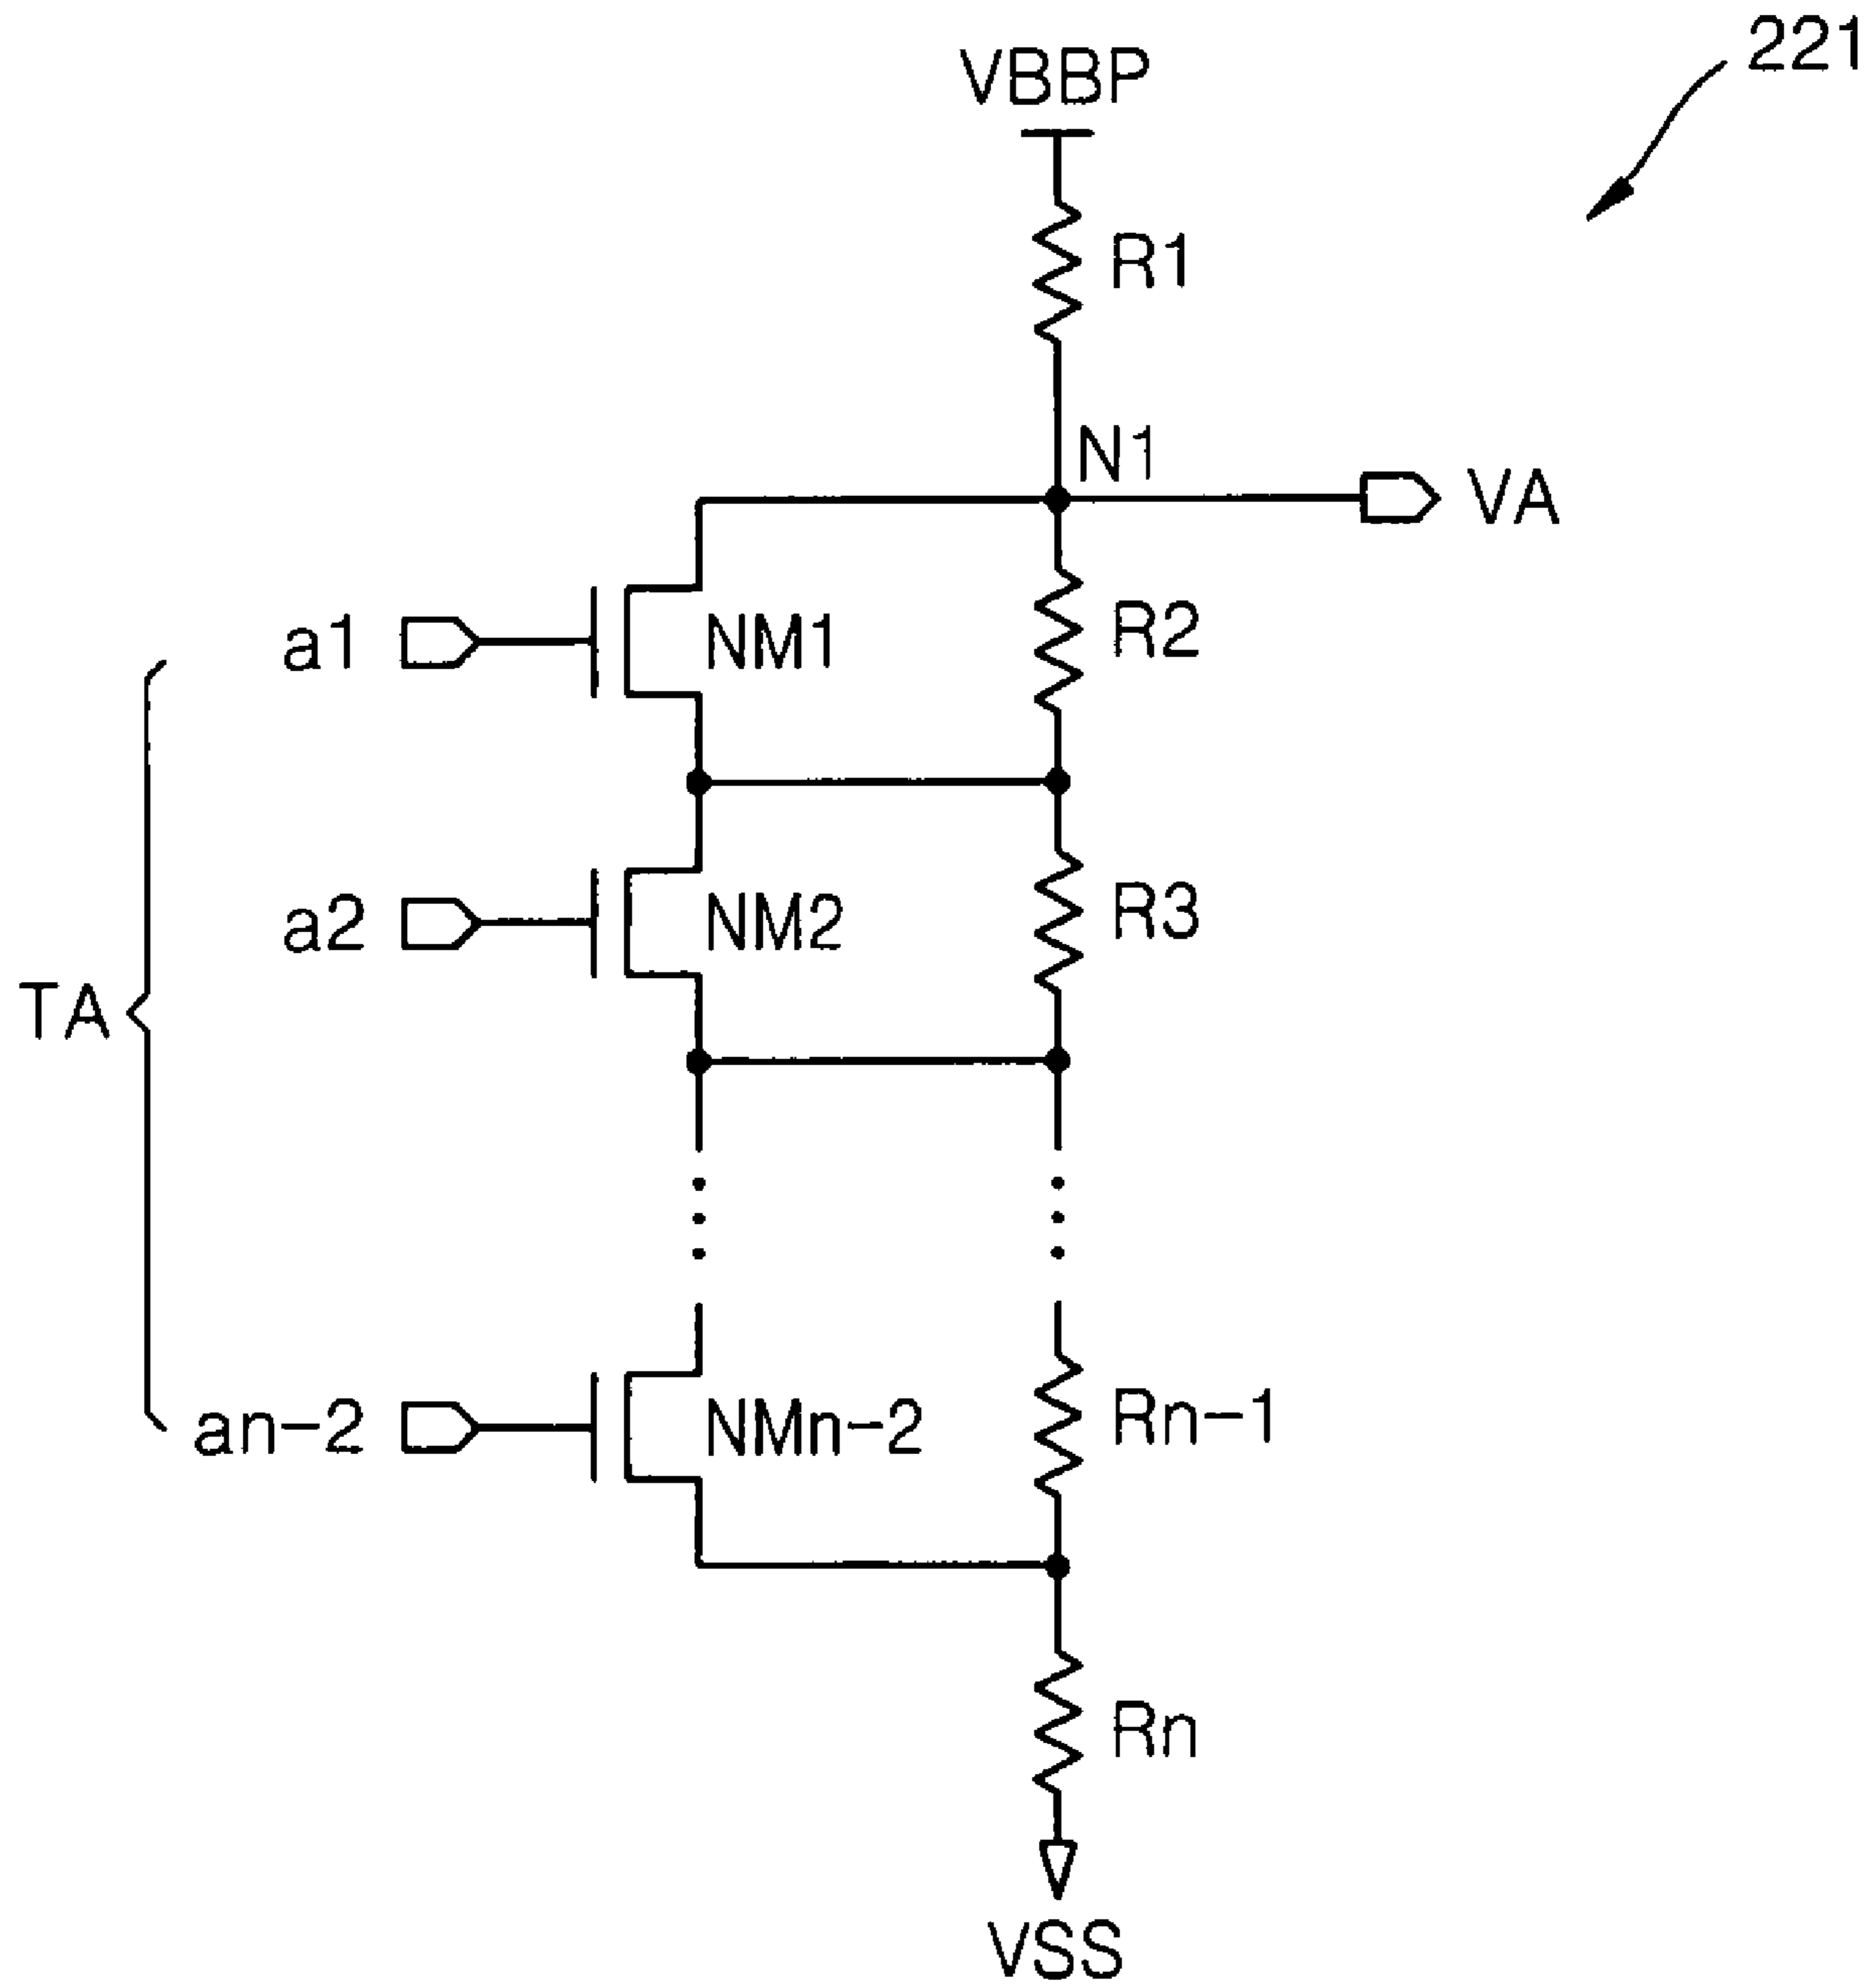 221
VBBP
R1
N1
VA
a1
NM1
R2
a2
NM2
R3
TA
an-2
NMn-2
Rn-1
Rn
VSS